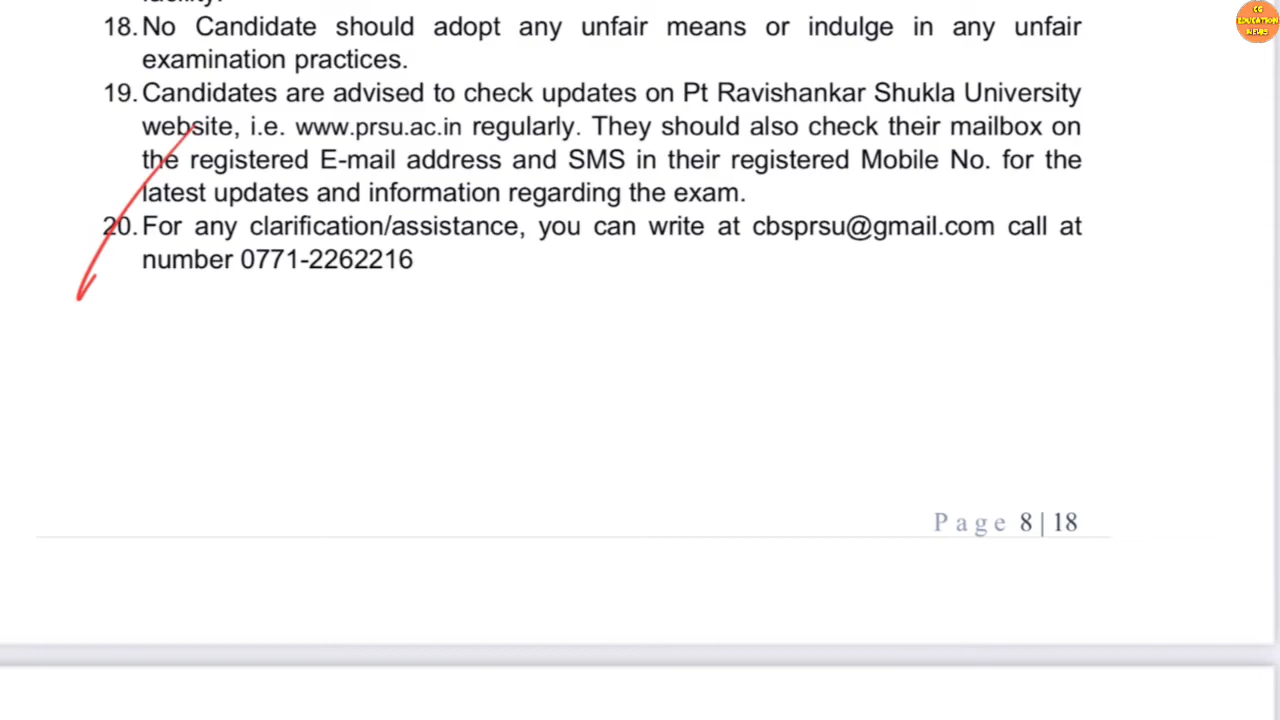 facility.
18. No Candidate should adopt any unfair means or indulge in any unfair
examination practices.
19. Candidates are advised to check updates on Pt Ravishankar Shukla University
website, i.e. www.prsu.ac.in regularly. They should also check their mailbox on
the registered E-mail address and SMS in their registered Mobile No. for the
latest updates and information regarding the exam.
20. For any clarification/assistance, you can write at cbsprsu@gmail.com call at
number 0771-2262216
Page 8|18
CG
EDUCATION
NEWS